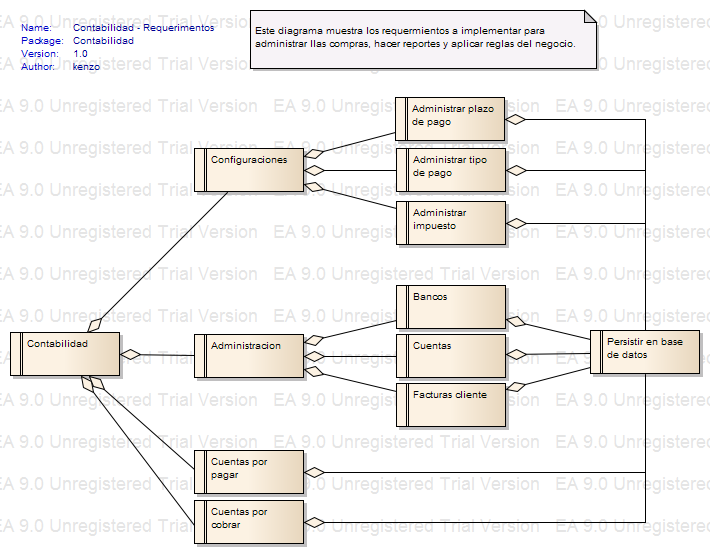 Name: Contabilidad - Requerimentos
Package: Contabilidad
Version: 1.0
Author: kenzo
Este diagrama muestra los requermientos a implementar para
administrar llas compras, hacer reportes y aplicar reglas del negocio.
Administrar plazo
de pago
Configuraciones
Administrar tipo
de pago
Administrar
impuesto
Bancos
Contabilidad
Administracion
Cuentas
Persistir en base
de datos
Facturas cliente
Cuentas por
pagar
Cuentas por
cobrar
EA 9.0 Unregistered Trial Version